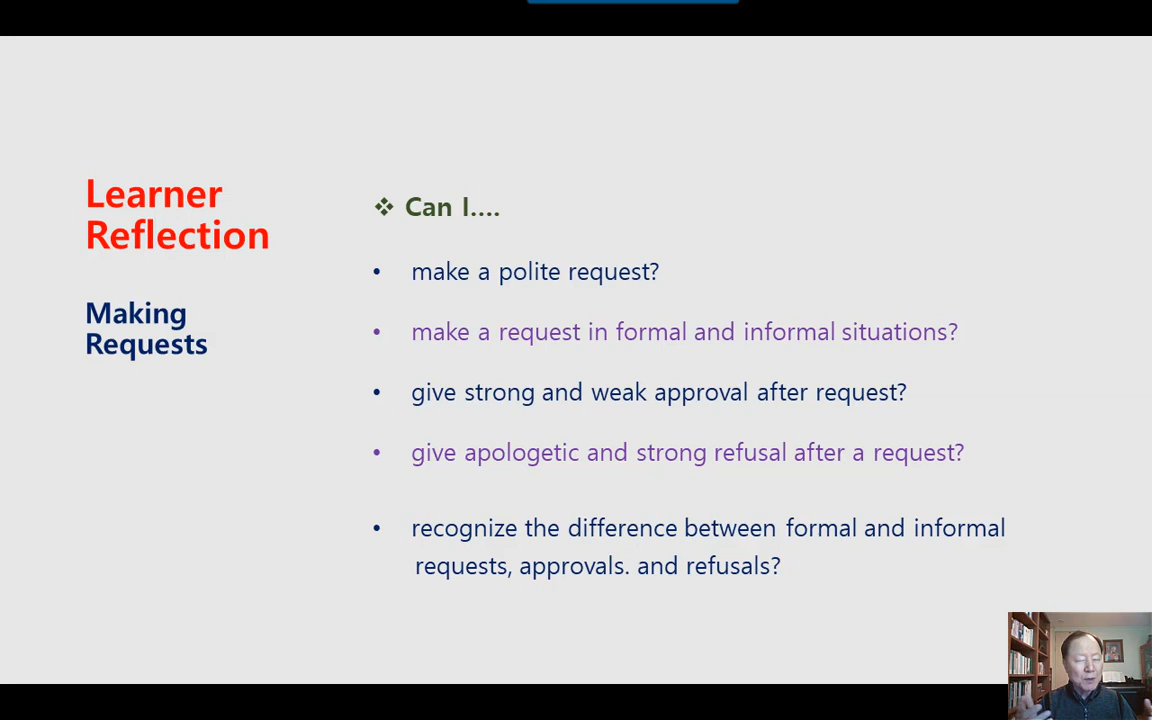 Learner
Reflection
Making
Requests
❖ Can I....
• make a polite request?
• make a request in formal and informal situations?
• give strong and weak approval after request?
• give apologetic and strong refusal after a request?
• recognize the difference between formal and informal
requests, approvals. and refusals?